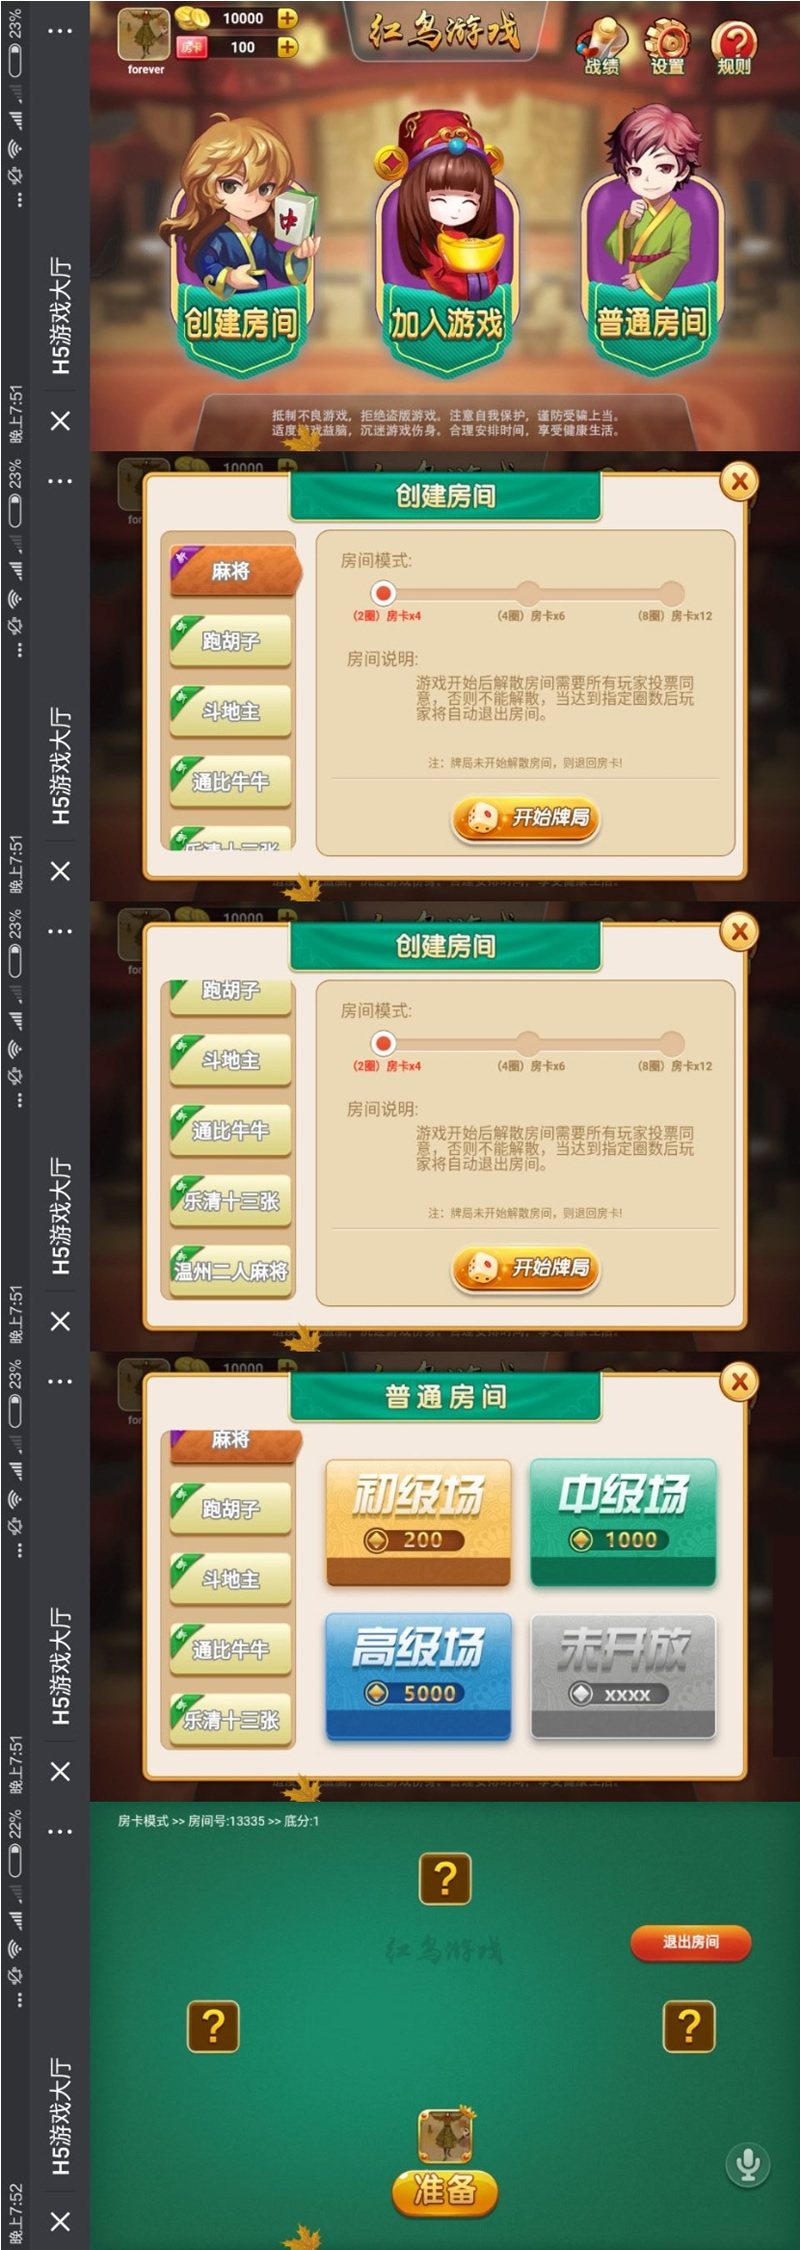 晚上7:51
23%
H5游戏大厅
10000
100
房卡
forever
红鸟游戏
战绩
设置
规则
创建房间
加入游戏
普通房间
抵制不良游戏，拒绝盗版游戏。注意自我保护，谨防受骗上当。
适度游戏益脑，沉迷游戏伤身。合理安排时间，享受健康生活。
晚上7:51
23%
H5游戏大厅
10000
创建房间
麻将
跑胡子
斗地主
通比牛牛
乐清十三张
房间模式:
(2圈) 房卡x4
(4圈) 房卡x6
(8圈) 房卡x12
房间说明:
游戏开始后解散房间需要所有玩家投票同
意，否则不能解散，当达到指定圈数后玩
家将自动退出房间。
注：牌局未开始解散房间，则退回房卡!
开始牌局
晚上7:51
23%
H5游戏大厅
10000
创建房间
跑胡子
斗地主
通比牛牛
乐清十三张
温州二人麻将
房间模式:
(2圈) 房卡x4
(4圈) 房卡x6
(8圈) 房卡x12
房间说明:
游戏开始后解散房间需要所有玩家投票同
意，否则不能解散，当达到指定圈数后玩
家将自动退出房间。
注：牌局未开始解散房间，则退回房卡!
开始牌局
晚上7:51
23%
H5游戏大厅
10000
普通房间
麻将
跑胡子
斗地主
通比牛牛
乐清十三张
初级场
200
中级场
1000
高级场
5000
未开放
xxxx
晚上7:52
22%
H5游戏大厅
房卡模式 >> 房间号:13335 >> 底分:1
?
红鸟游戏
退出房间
?
?
准备